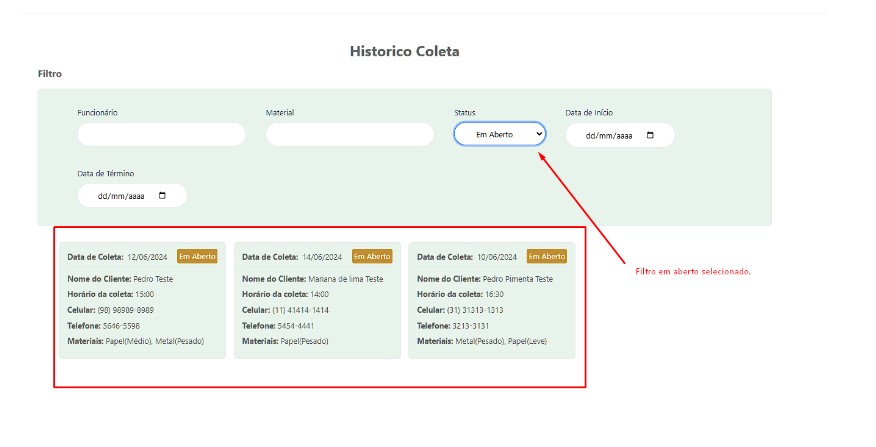 Historico Coleta
Filtro
Funcionário Material Status Data de Início
Em Aberto dd/mm/aaaa
Data de Término
dd/mm/aaaa
Data de Coleta: 12/06/2024 Em Aberto
Nome do Cliente: Pedro Teste
Horário da coleta: 15:00
Celular: (98) 98989-8989
Telefone: 5646-5598
Materiais: Papel(Médio), Metal(Pesado)
Data de Coleta: 14/06/2024 Em Aberto
Nome do Cliente: Mariana de lima Teste
Horário da coleta: 14:00
Celular: (11) 41414-1414
Telefone: 5454-4441
Materiais: Papel(Pesado)
Data de Coleta: 10/06/2024 Em Aberto
Nome do Cliente: Pedro Pimenta Teste
Horário da coleta: 16:30
Celular: (31) 31313-1313
Telefone: 3213-3131
Materiais: Metal(Pesado), Papel(Leve)
Filtro em aberto selecionado.